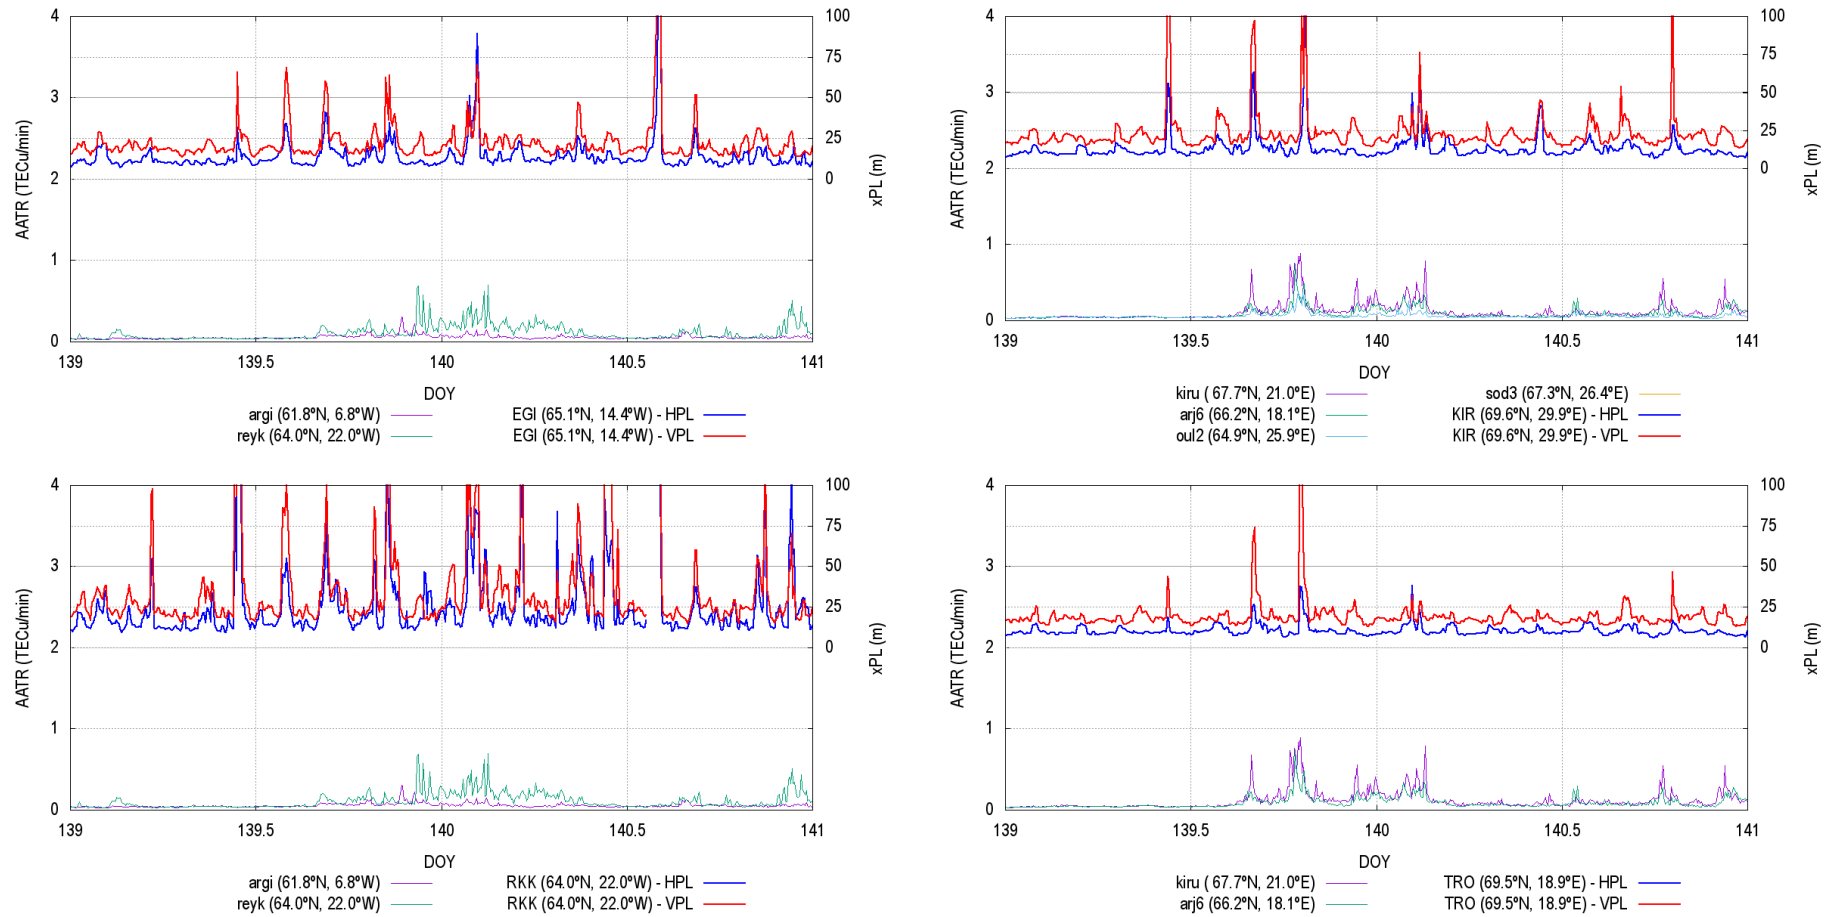 4
3
2
1
0
100
75
50
25
0
AATR (TECu/min)
xPL (m)
139
139.5
140
140.5
141
DOY
argi (61.8ºN, 6.8ºW)
EGI (65.1ºN, 14.4ºW) - HPL
reyk (64.0ºN, 22.0ºW)
EGI (65.1ºN, 14.4ºW) - VPL
4
3
2
1
0
100
75
50
25
0
AATR (TECu/min)
xPL (m)
139
139.5
140
140.5
141
DOY
kiru ( 67.7ºN, 21.0ºE)
sod3 (67.3ºN, 26.4ºE)
arj6 (66.2ºN, 18.1ºE)
KIR (69.6ºN, 29.9ºE) - HPL
oul2 (64.9ºN, 25.9ºE)
KIR (69.6ºN, 29.9ºE) - VPL
4
3
2
1
0
100
75
50
25
0
AATR (TECu/min)
xPL (m)
139
139.5
140
140.5
141
DOY
argi (61.8ºN, 6.8ºW)
RKK (64.0ºN, 22.0ºW) - HPL
reyk (64.0ºN, 22.0ºW)
RKK (64.0ºN, 22.0ºW) - VPL
4
3
2
1
0
100
75
50
25
0
AATR (TECu/min)
xPL (m)
139
139.5
140
140.5
141
DOY
kiru ( 67.7ºN, 21.0ºE)
TRO (69.5ºN, 18.9ºE) - HPL
arj6 (66.2ºN, 18.1ºE)
TRO (69.5ºN, 18.9ºE) - VPL